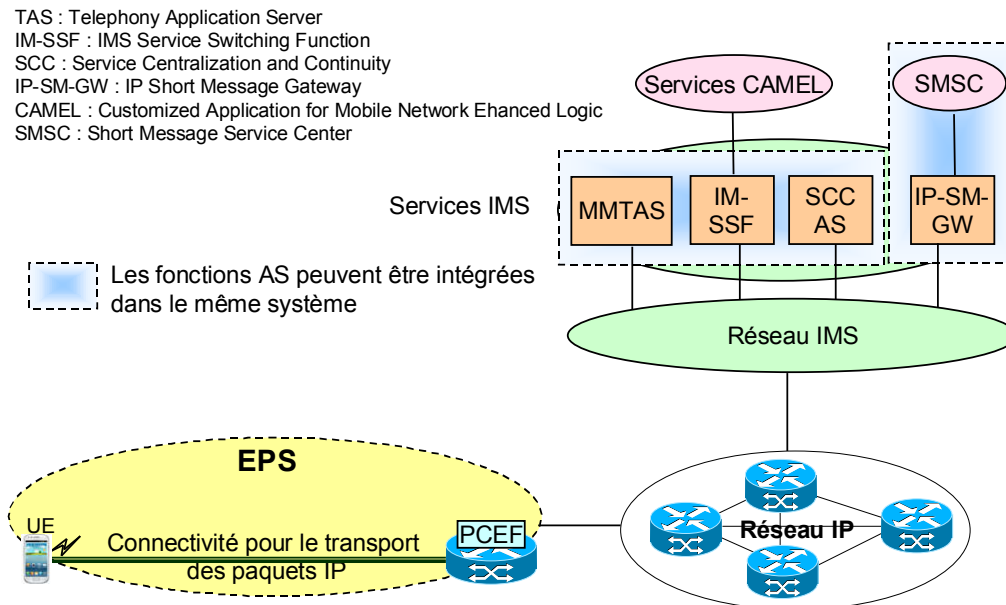 TAS : Telephony Application Server
IM-SSF : IMS Service Switching Function
SCC : Service Centralization and Continuity
IP-SM-GW : IP Short Message Gateway
CAMEL : Customized Application for Mobile Network Ehanced Logic
SMSC : Short Message Service Center
Services CAMEL
SMSC
Services IMS
MMTAS
IM-
SSF
SCC
AS
IP-SM-
GW
Les fonctions AS peuvent être intégrées
dans le même système
Réseau IMS
EPS
UE
Connectivité pour le transport
des paquets IP
PCEF
Réseau IP